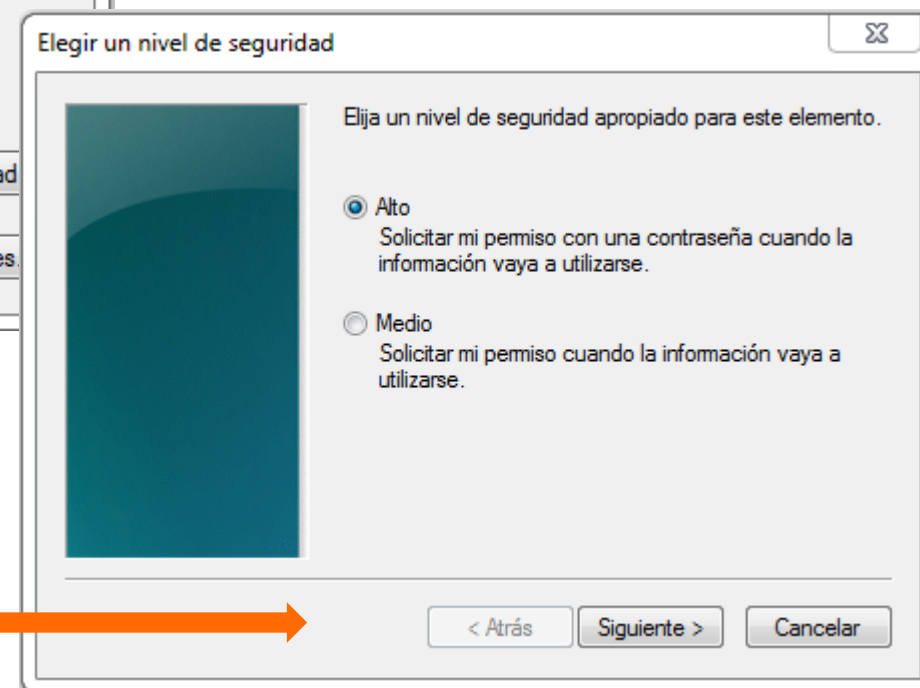 Elegir un nivel de seguridad
Elija un nivel de seguridad apropiado para este elemento.
ad
Alto
Solicitar mi permiso con una contraseña cuando la
información vaya a utilizarse.
es.
Medio
Solicitar mi permiso cuando la información vaya a
utilizarse.
< Atrás Siguiente > Cancelar